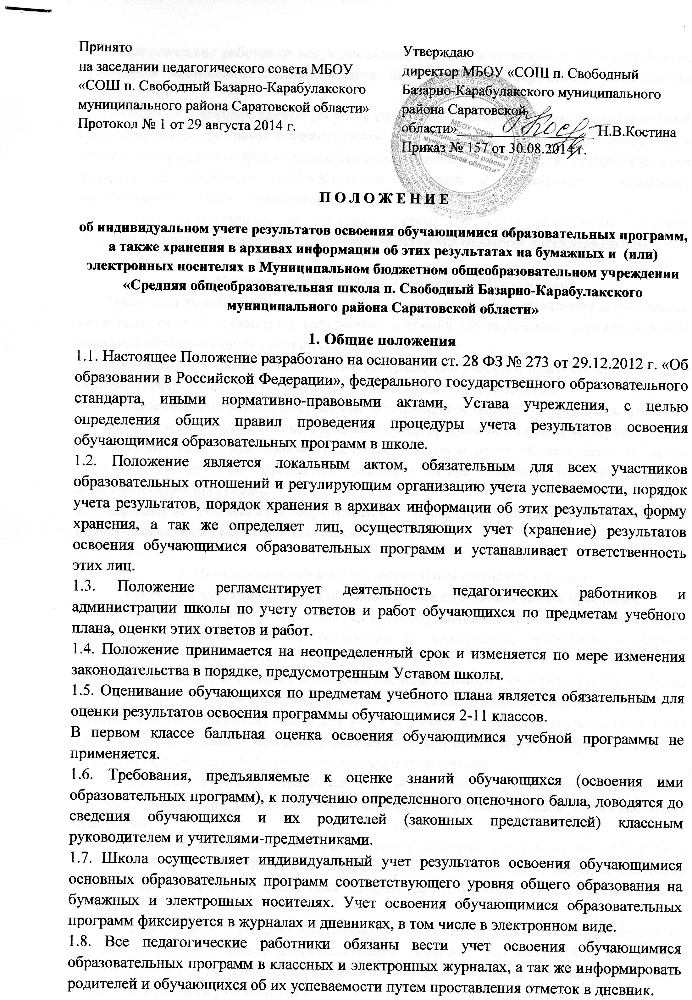 Принято
на заседании педагогического совета МБОУ
«СОШ п. Свободный Базарно-Карабулакского
муниципального района Саратовской области»
Протокол № 1 от 29 августа 2014 г.
Утверждаю
директор МБОУ «СОШ п. Свободный
Базарно-Карабулакского муниципального
района Саратовской
области» Н.В.Костина
Приказ № 157 от 30.08.2014 г.
МБОУ "СОШ
п. Свободный
Базарно-Карабулакского
муниципального района
Саратовской области"
П О Л О Ж Е Н И Е
об индивидуальном учете результатов освоения обучающимися образовательных программ,
а также хранения в архивах информации об этих результатах на бумажных и (или)
электронных носителях в Муниципальном бюджетном общеобразовательном учреждении
«Средняя общеобразовательная школа п. Свободный Базарно-Карабулакского
муниципального района Саратовской области»
1. Общие положения
1.1. Настоящее Положение разработано на основании ст. 28 ФЗ № 273 от 29.12.2012 г. «Об
образовании в Российской Федерации», федерального государственного образовательного
стандарта, иными нормативно-правовыми актами, Устава учреждения, с целью
определения общих правил проведения процедуры учета результатов освоения
обучающимися образовательных программ в школе.
1.2. Положение является локальным актом, обязательным для всех участников
образовательных отношений и регулирующим организацию учета успеваемости, порядок
учета результатов, порядок хранения в архивах информации об этих результатах, форму
хранения, а так же определяет лиц, осуществляющих учет (хранение) результатов
освоения обучающимися образовательных программ и устанавливает ответственность
этих лиц.
1.3. Положение регламентирует деятельность педагогических работников и
администрации школы по учету ответов и работ обучающихся по предметам учебного
плана, оценки этих ответов и работ.
1.4. Положение принимается на неопределенный срок и изменяется по мере изменения
законодательства в порядке, предусмотренным Уставом школы.
1.5. Оценивание обучающихся по предметам учебного плана является обязательным для
оценки результатов освоения программы обучающимися 2-11 классов.
В первом классе балльная оценка освоения обучающимися учебной программы не
применяется.
1.6. Требования, предъявляемые к оценке знаний обучающихся (освоения ими
образовательных программ), к получению определенного оценочного балла, доводятся до
сведения обучающихся и их родителей (законных представителей) классным
руководителем и учителями-предметниками.
1.7. Школа осуществляет индивидуальный учет результатов освоения обучающимися
основных образовательных программ соответствующего уровня общего образования на
бумажных и электронных носителях. Учет освоения обучающимися образовательных
программ фиксируется в журналах и дневниках, в том числе в электронном виде.
1.8. Все педагогические работники обязаны вести учет освоения обучающимися
образовательных программ в классных и электронных журналах, а так же информировать
родителей и обучающихся об их успеваемости путем проставления отметок в дневник.